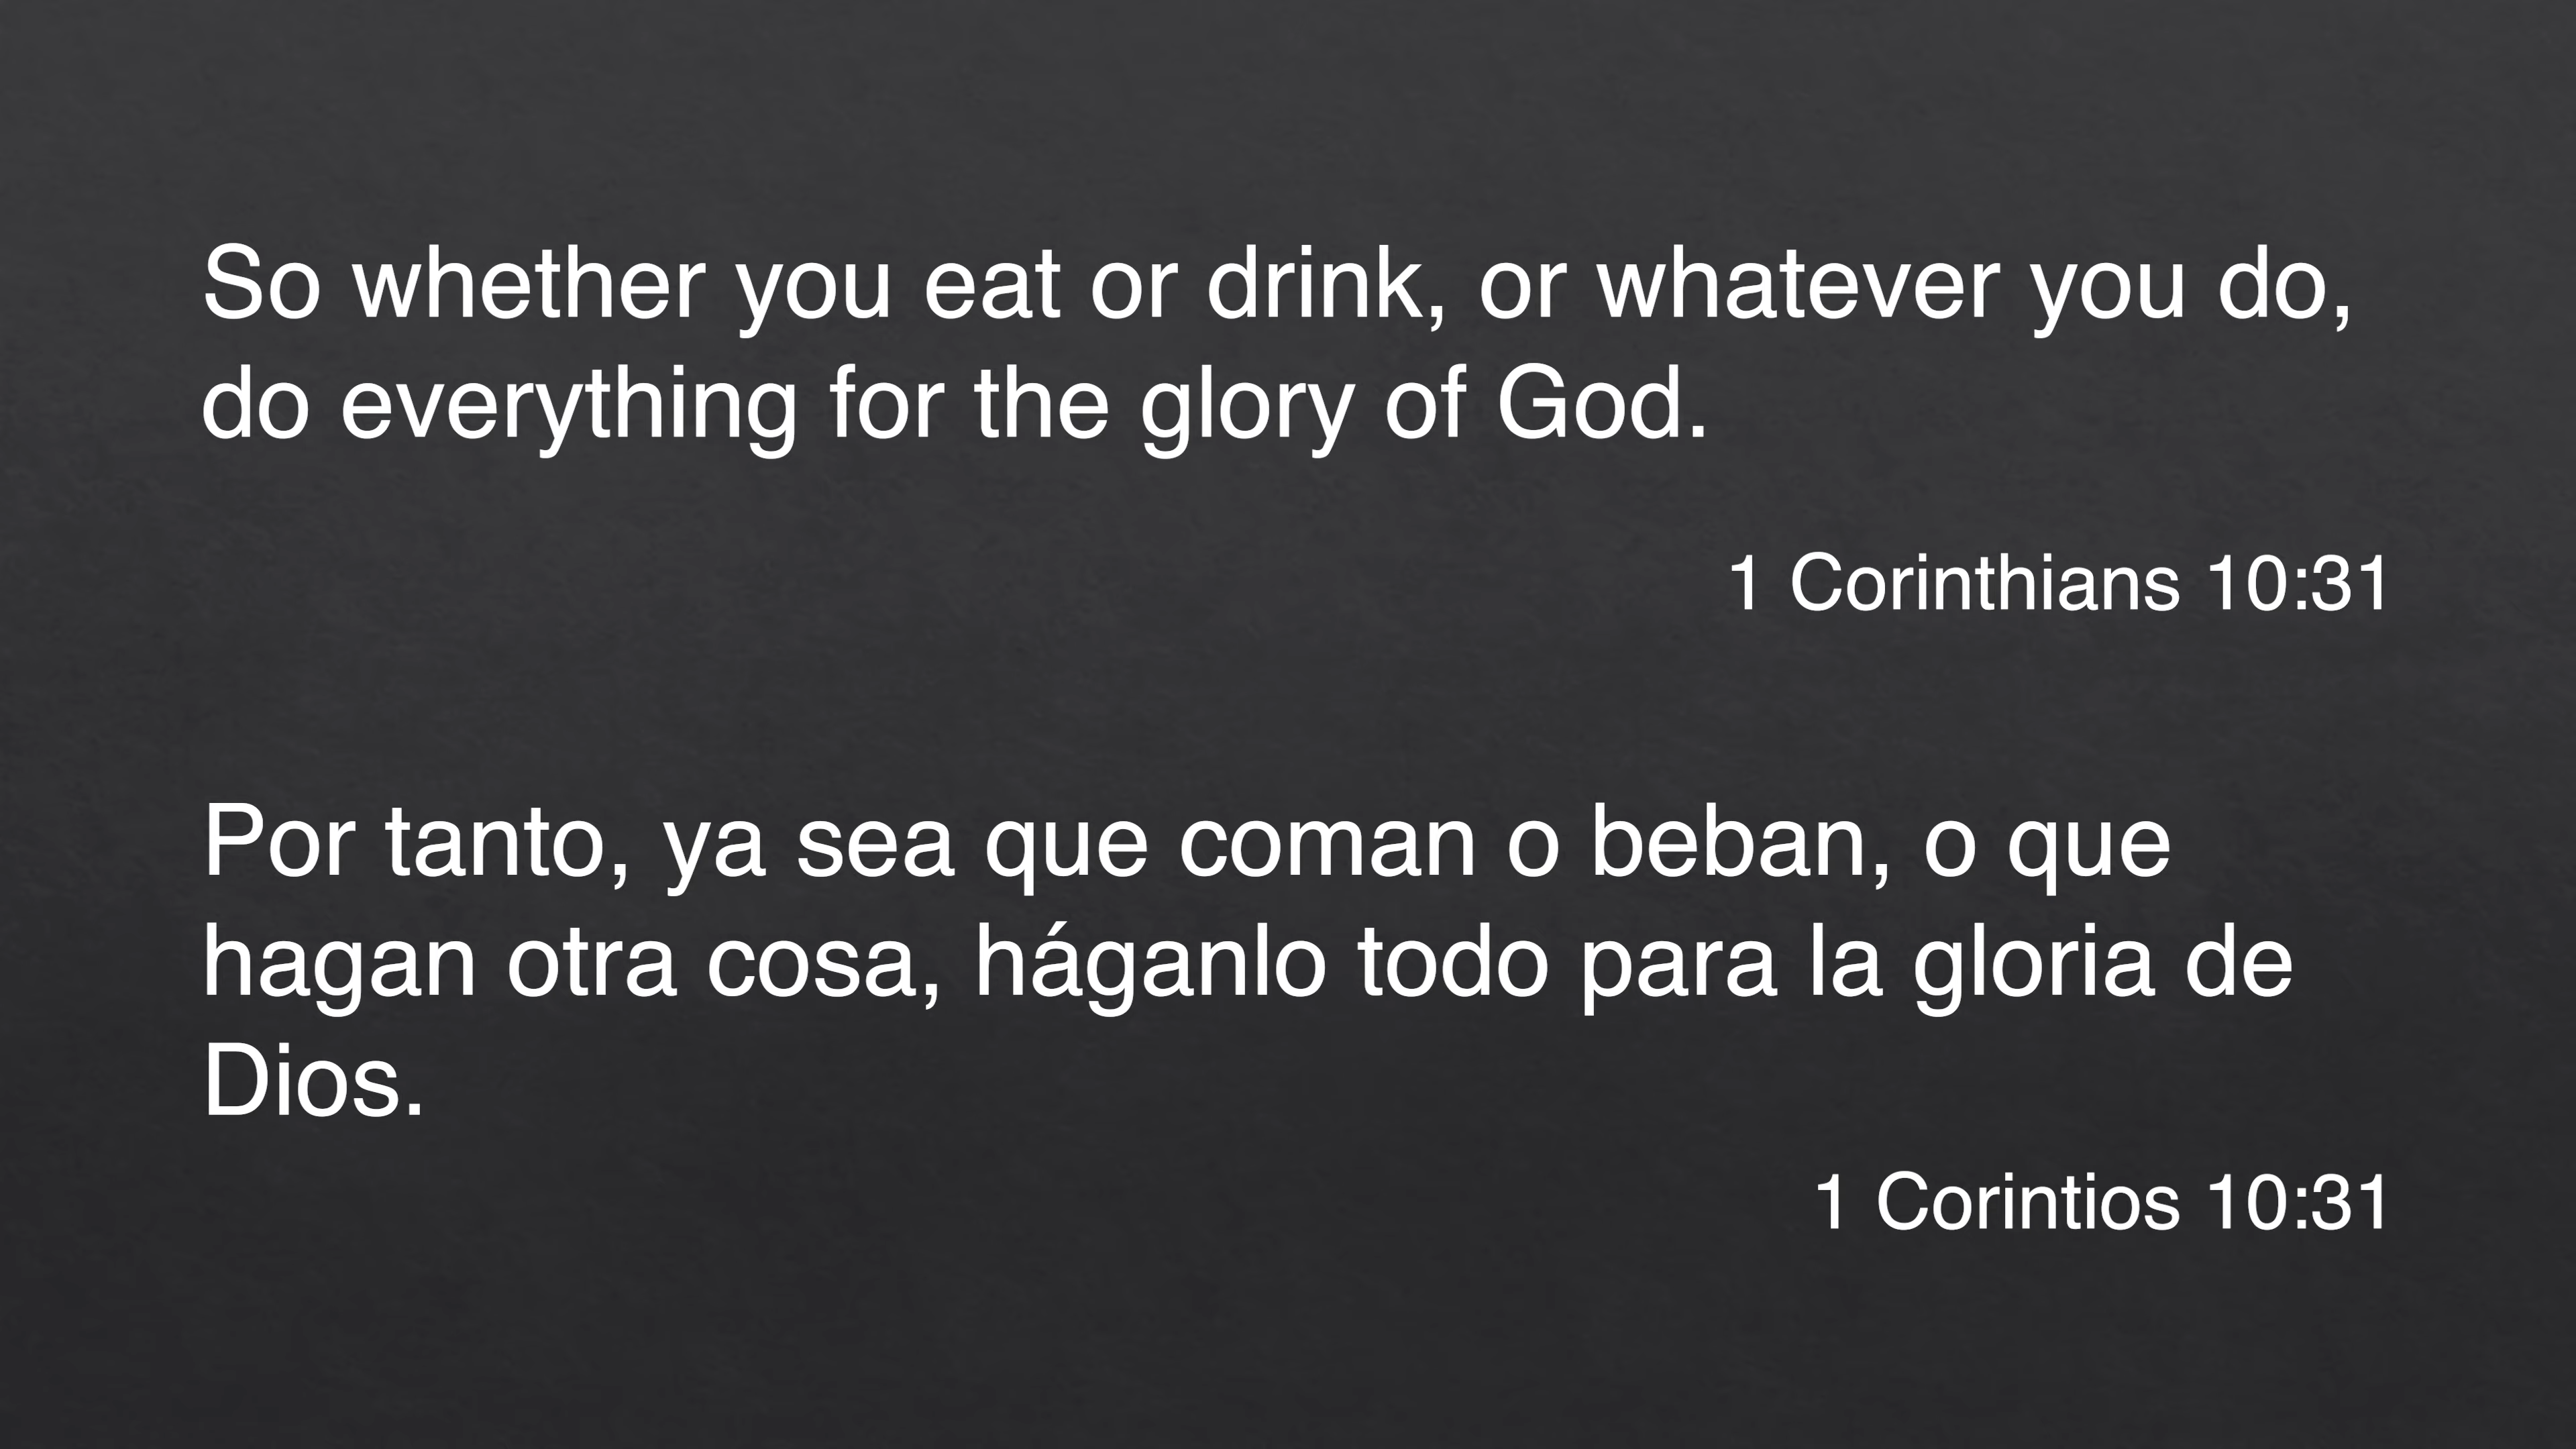 So whether you eat or drink, or whatever you do,
do everything for the glory of God.
1 Corinthians 10:31
Por tanto, ya sea que coman o beban, o que
hagan otra cosa, háganlo todo para la gloria de
Dios.
1 Corintios 10:31